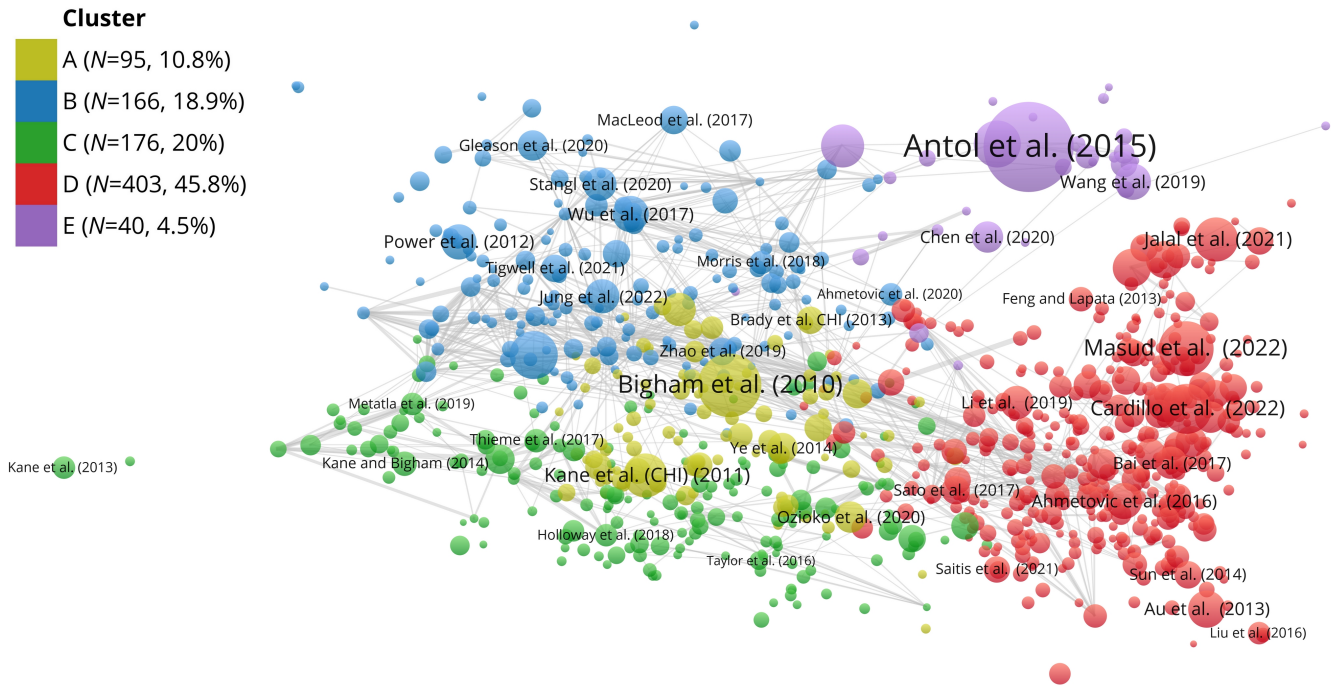 Cluster
A (N=95, 10.8%)
B (N=166, 18.9%)
C (N=176, 20%)
D (N=403, 45.8%)
E (N=40, 4.5%)
MacLeod et al. (2017)
Gleason et al. (2020)
Antol et al. (2015)
Stangl et al. (2020)
Wang et al. (2019)
Wu et al. (2017)
Power et al. (2012)
Chen et al. (2020)
Jalal et al. (2021)
Tigwell et al. (2021)
Morris et al. (2018)
Jung et al. (2022)
Ahmetovic et al. (2020)
Feng and Lapata (2013)
Brady et al. CHI (2013)
Zhao et al. (2019)
Masud et al. (2022)
Bigham et al. (2010)
Metatla et al. (2019)
Li et al. (2019)
Cardillo et al. (2022)
Thieme et al. (2017)
Ye et al. (2014)
Kane et al. (2013)
Kane and Bigham (2014)
Bai et al. (2017)
Kane et al. (CHI) (2011)
Sato et al. (2017)
Ahmetovic et al. (2016)
Ozioko et al. (2020)
Holloway et al. (2018)
Taylor et al. (2016)
Saitis et al. (2021)
Sun et al. (2014)
Au et al. (2013)
Liu et al. (2016)